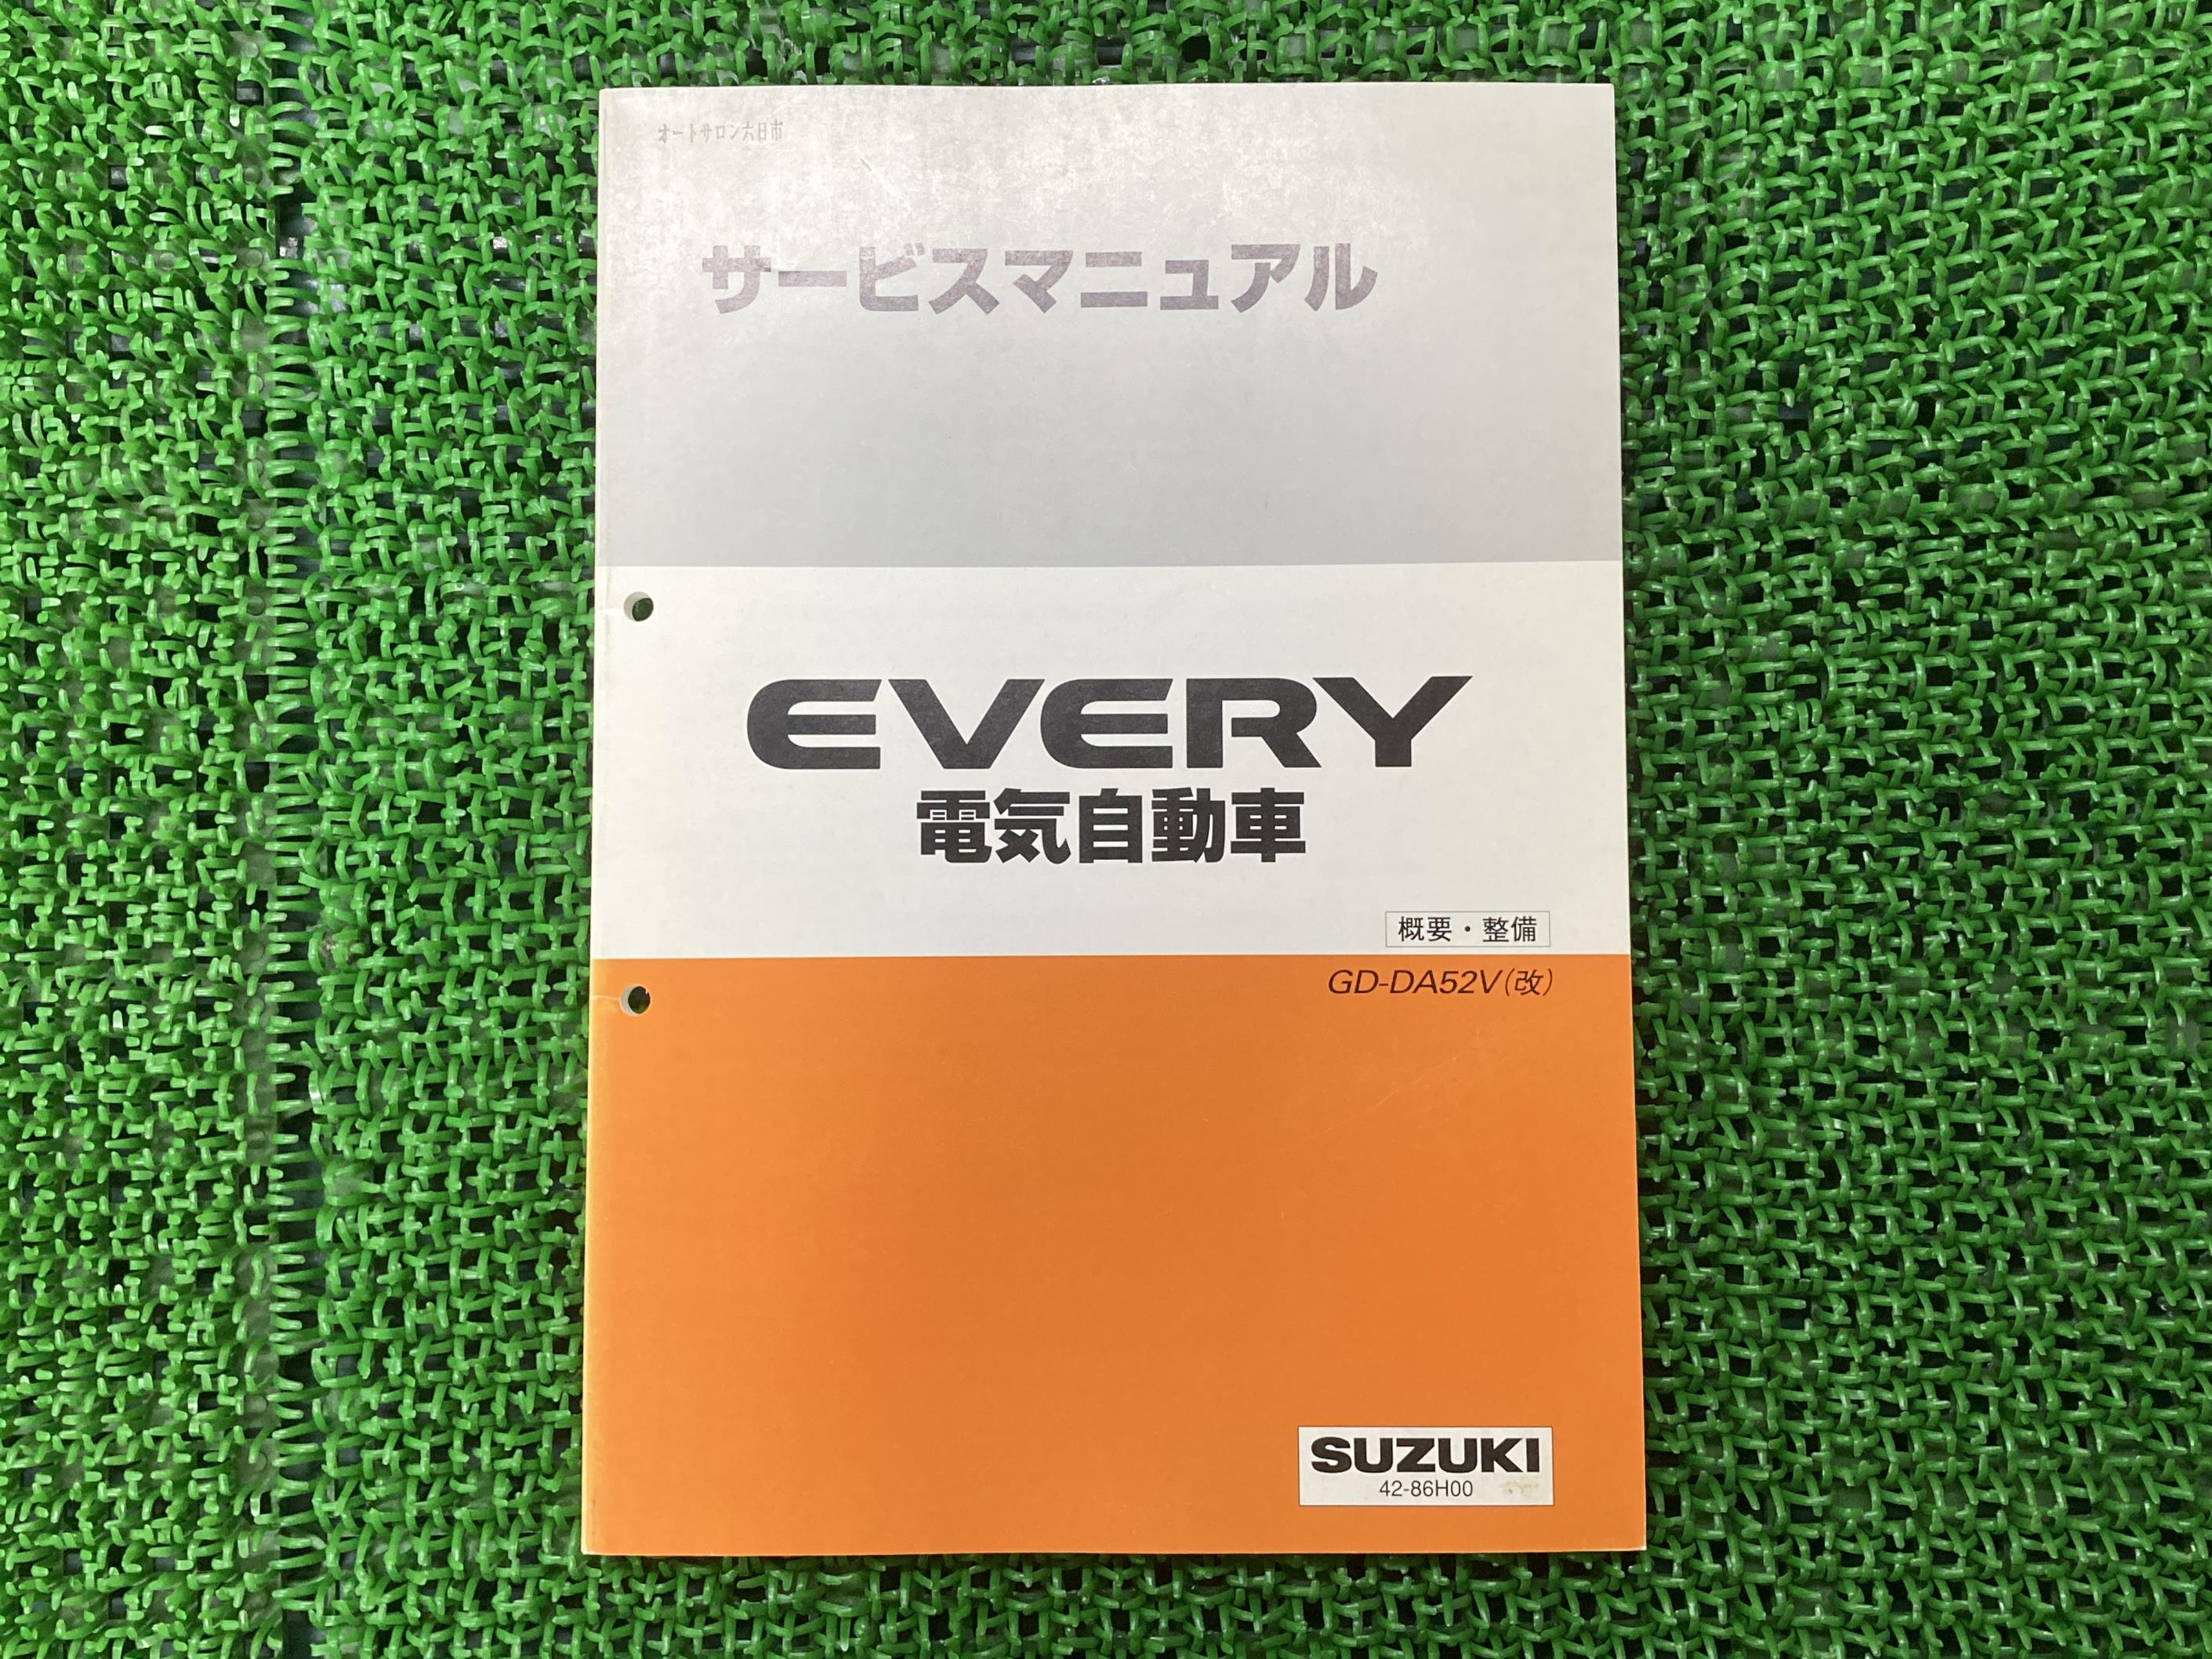 オートサロン六日市
サービスマニュアル
EVERY
電気自動車
概要・整備
GD-DA52V(改)
SUZUKI
42-86H00